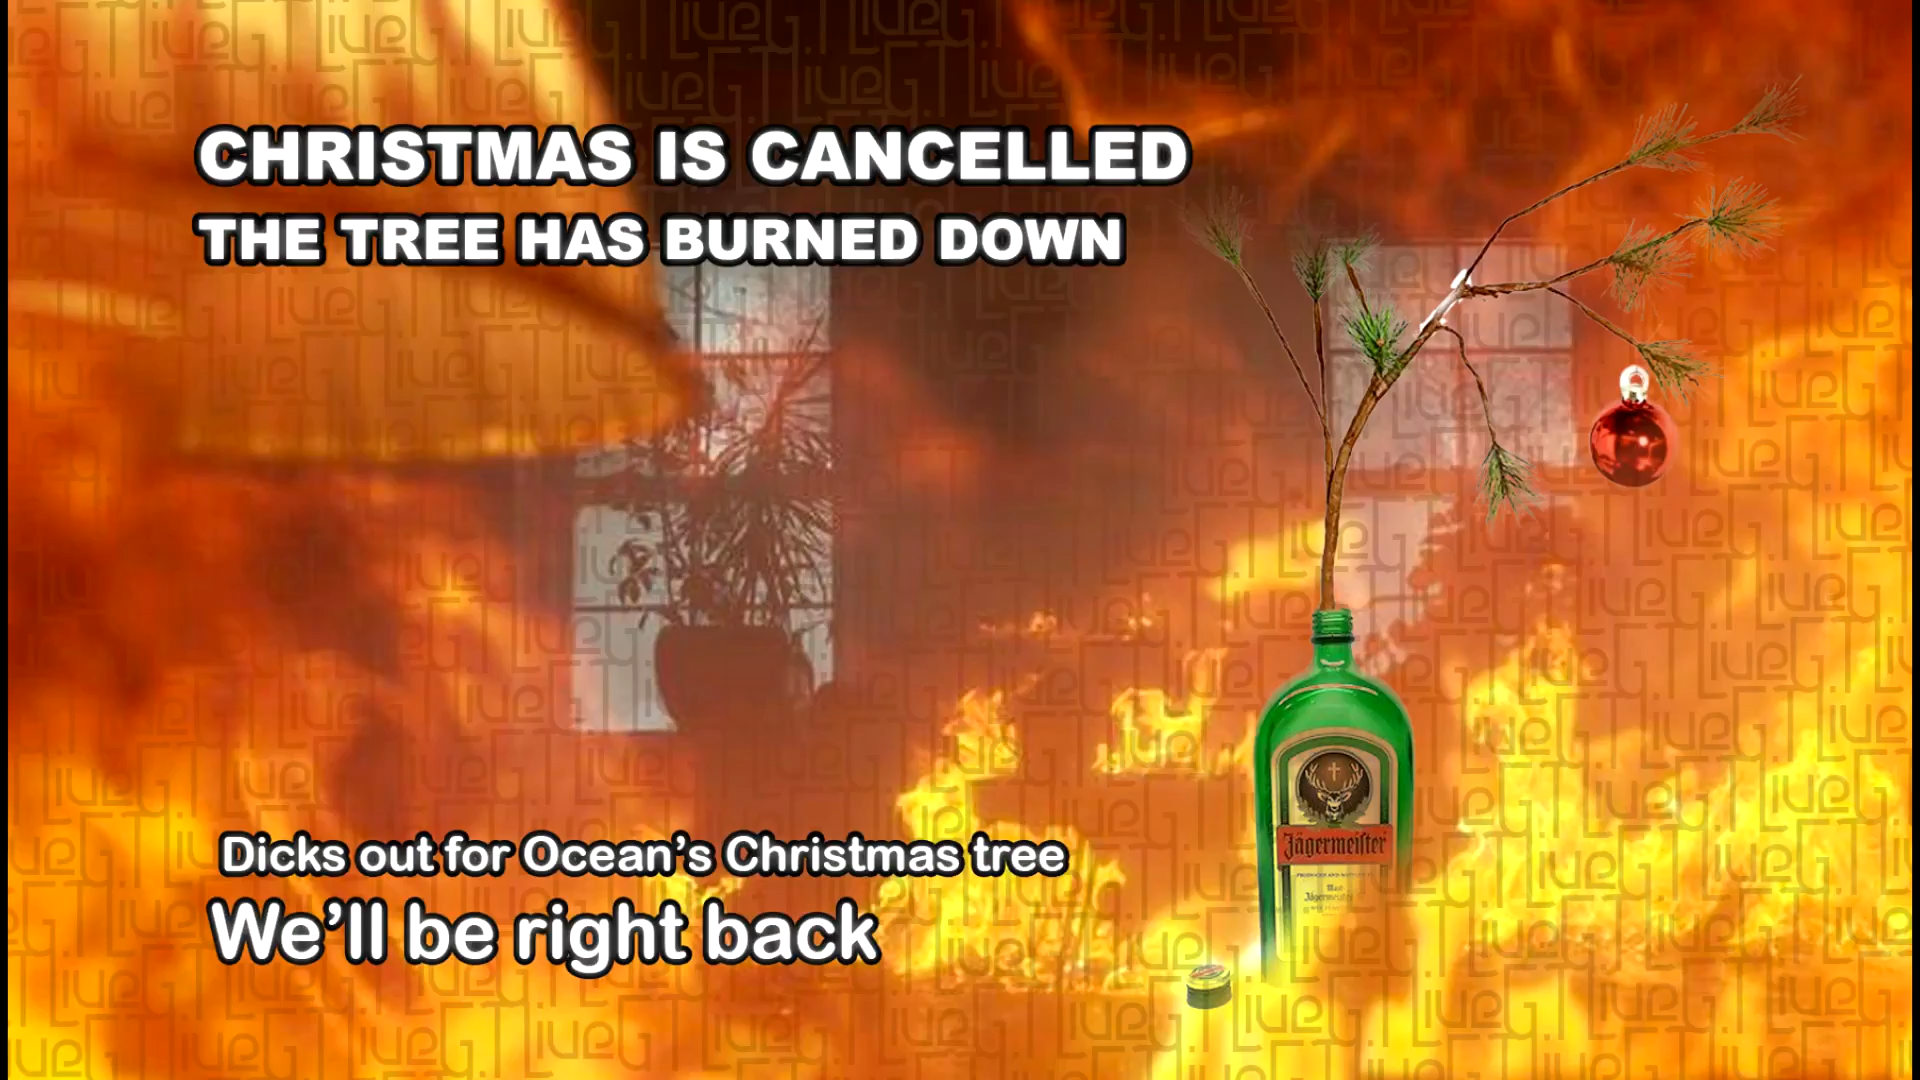 CHRISTMAS IS CANCELLED
THE TREE HAS BURNED DOWN
Dicks out for Ocean's Christmas tree
We'll be right back
Jägermeister